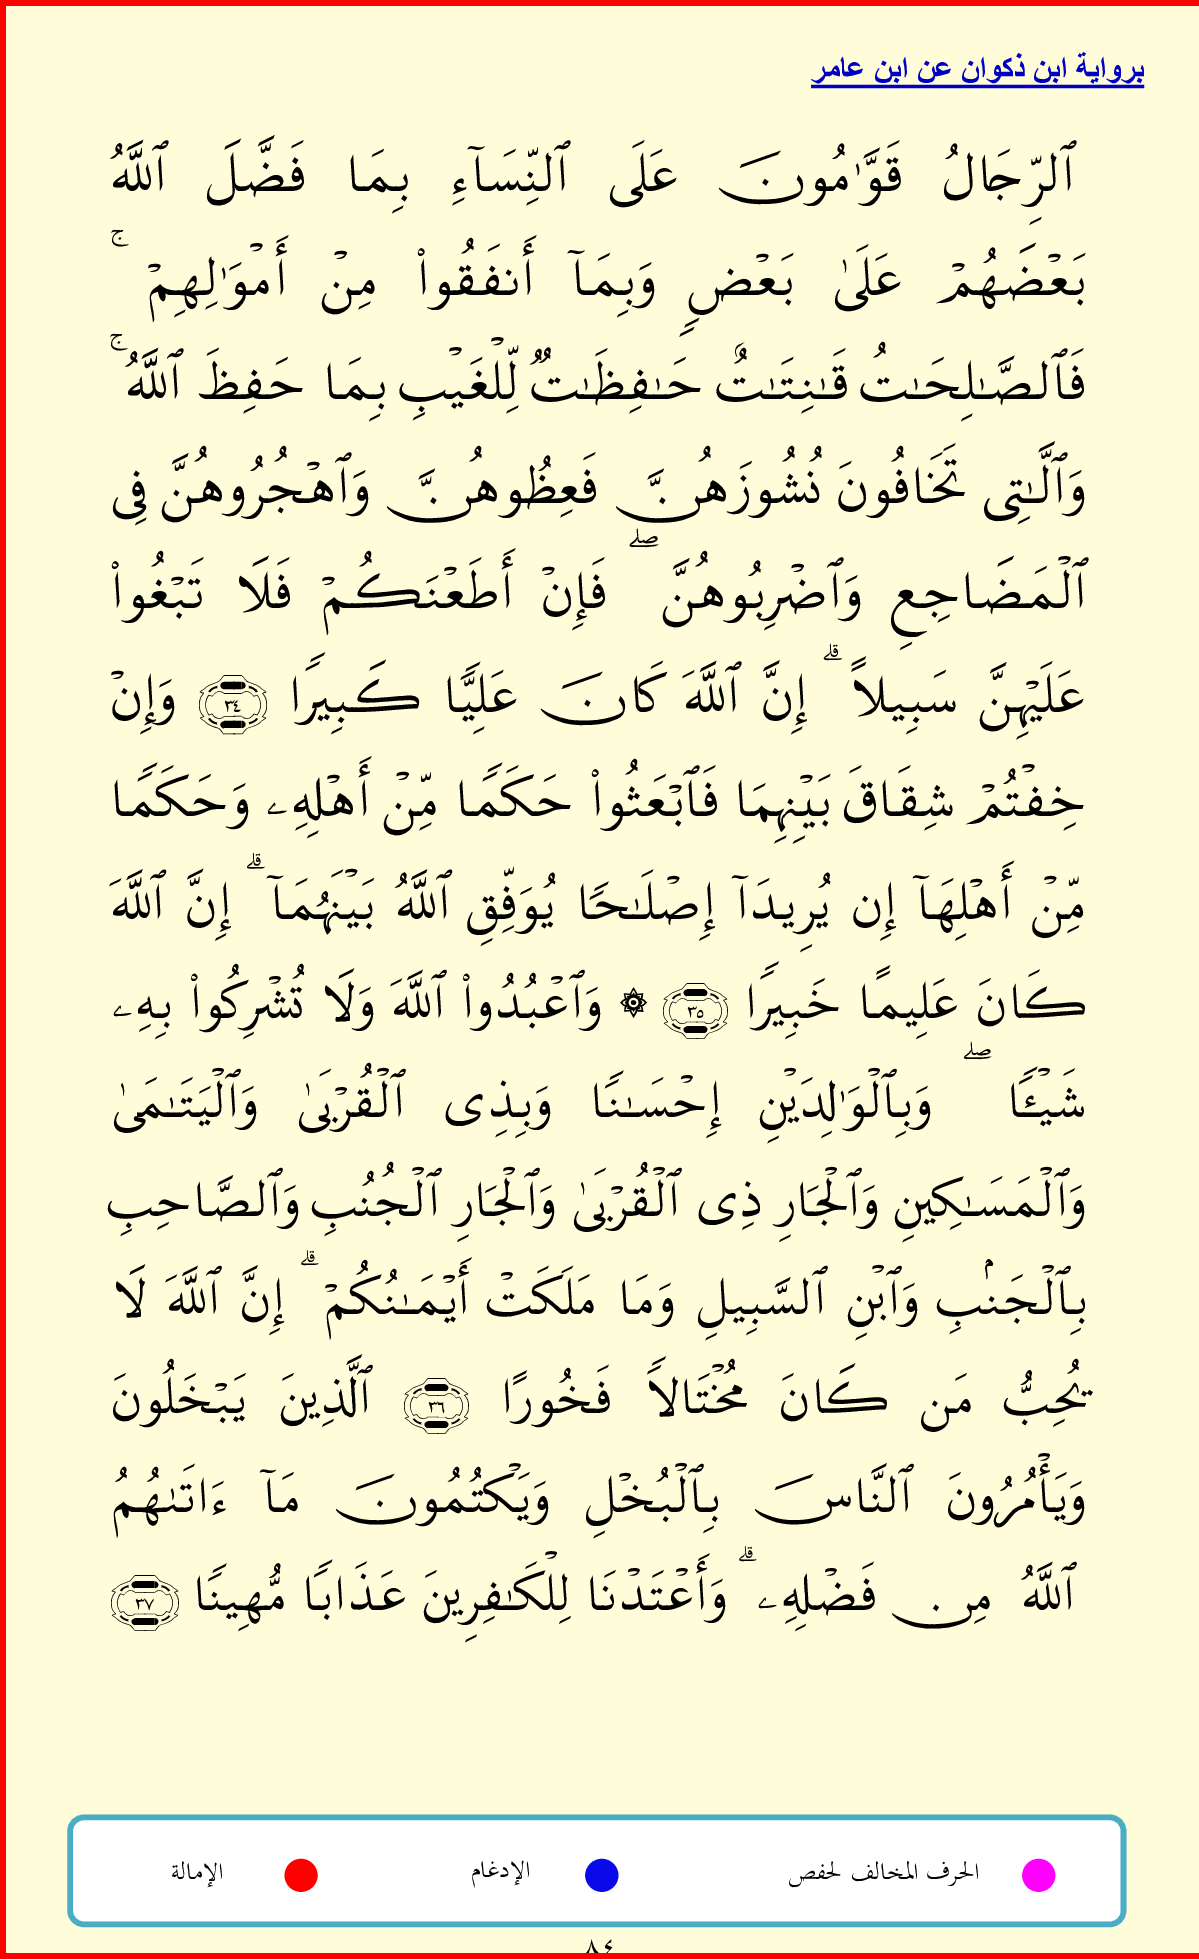 برواية ابن ذكوان عن ابن عامر
ٱلرِّجَالُ قَوَّٰمُونَ عَلَى ٱلنِّسَآءِ بِمَا فَضَّلَ ٱللَّهُ
بَعْضَهُمْ عَلَىٰ بَعْضٍ وَبِمَآ أَنفَقُوا۟ مِنْ أَمْوَٰلِهِمْ ۚ
فَٱلصَّـٰلِحَـٰتُ قَـٰنِتَـٰتٌ حَـٰفِظَـٰتٌ لِّلْغَيْبِ بِمَا حَفِظَ ٱللَّهُ ۚ
وَٱلَّـٰتِى تَخَافُونَ نُشُوزَهُنَّ فَعِظُوهُنَّ وَٱهْجُرُوهُنَّ فِى
ٱلْمَضَاجِعِ وَٱضْرِبُوهُنَّ ۖ فَإِنْ أَطَعْنَكُمْ فَلَا تَبْغُوا۟
عَلَيْهِنَّ سَبِيلاً ۗ إِنَّ ٱللَّهَ كَانَ عَلِيًّا كَبِيرًا ٣٤ وَإِنْ
خِفْتُمْ شِقَاقَ بَيْنِهِمَا فَٱبْعَثُوا۟ حَكَمًا مِّنْ أَهْلِهِۦ وَحَكَمًا
مِّنْ أَهْلِهَآ إِن يُرِيدَآ إِصْلَـٰحًا يُوَفِّقِ ٱللَّهُ بَيْنَهُمَآ ۗ إِنَّ ٱللَّهَ
كَانَ عَلِيمًا خَبِيرًا ٣٥ ۞ وَٱعْبُدُوا۟ ٱللَّهَ وَلَا تُشْرِكُوا۟ بِهِۦ
شَيْـًٔا ۖ وَبِٱلْوَٰلِدَيْنِ إِحْسَـٰنًا وَبِذِى ٱلْقُرْبَىٰ وَٱلْيَتَـٰمَىٰ
وَٱلْمَسَـٰكِينِ وَٱلْجَارِ ذِى ٱلْقُرْبَىٰ وَٱلْجَارِ ٱلْجُنُبِ وَٱلصَّاحِبِ
بِٱلْجَنۢبِ وَٱبْنِ ٱلسَّبِيلِ وَمَا مَلَكَتْ أَيْمَـٰنُكُمْ ۗ إِنَّ ٱللَّهَ لَا
يُحِبُّ مَن كَانَ مُخْتَالاً فَخُورًا ٣٦ ٱلَّذِينَ يَبْخَلُونَ
وَيَأْمُرُونَ ٱلنَّاسَ بِٱلْبُخْلِ وَيَكْتُمُونَ مَآ ءَاتَىٰهُمُ
ٱللَّهُ مِن فَضْلِهِۦ ۗ وَأَعْتَدْنَا لِلْكَـٰفِرِينَ عَذَابًا مُّهِينًا ٣٧
الحرف المخالف لحفص الإدغام الإمالة
٨٤